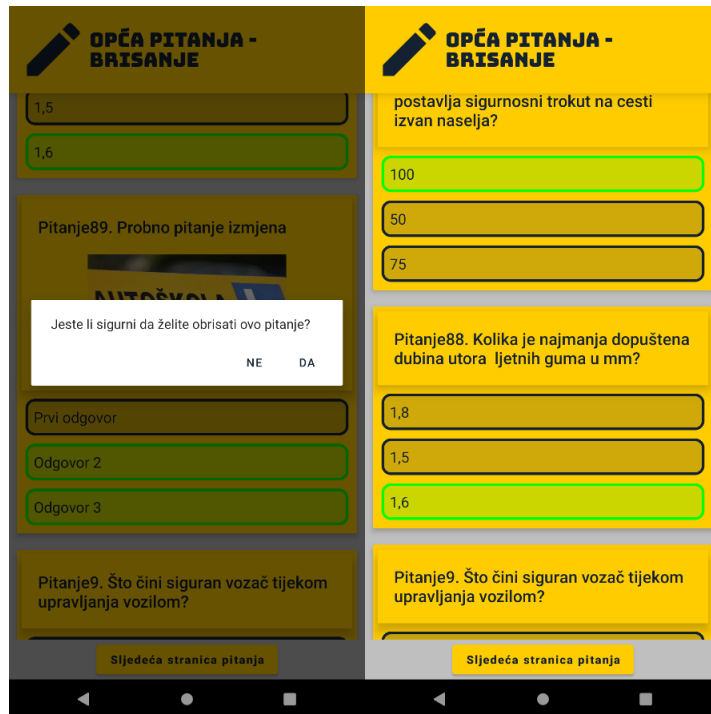 OPĆA PITANJA -
BRISANJE
1,5
1,6
Pitanje89. Probno pitanje izmjena
AUTOŠKOLA L
Jeste li sigurni da želite obrisati ovo pitanje?
NE DA
Prvi odgovor
Odgovor 2
Odgovor 3
Pitanje9. Što čini siguran vozač tijekom
upravljanja vozilom?
Sljedeća stranica pitanja
OPĆA PITANJA -
BRISANJE
postavlja sigurnosni trokut na cesti
izvan naselja?
100
50
75
Pitanje88. Kolika je najmanja dopuštena
dubina utora ljetnih guma u mm?
1,8
1,5
1,6
Pitanje9. Što čini siguran vozač tijekom
upravljanja vozilom?
Sljedeća stranica pitanja